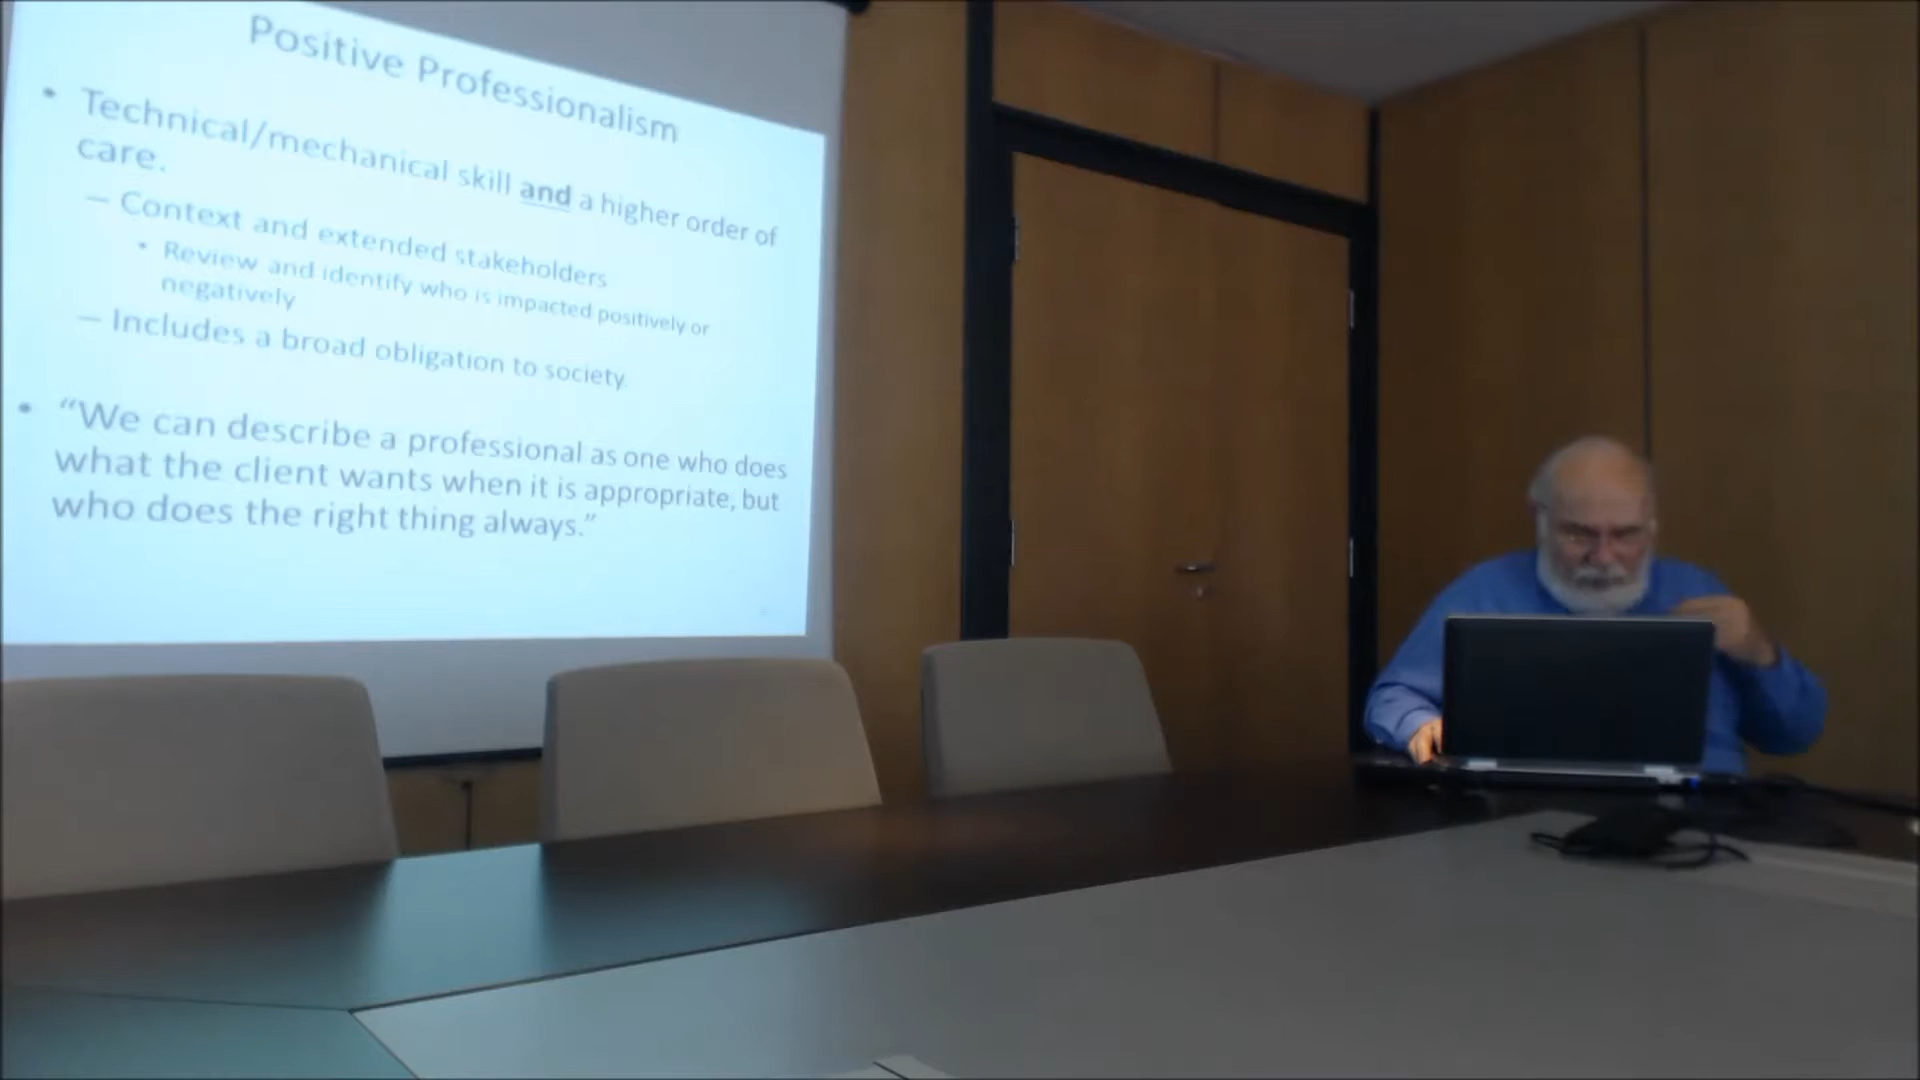 Positive Professionalism
• Technical/mechanical skill and a higher order of
care.
– Context and extended stakeholders
• Review and identify who is impacted positively or
negatively
– Includes a broad obligation to society.
• “We can describe a professional as one who does
what the client wants when it is appropriate, but
who does the right thing always.”